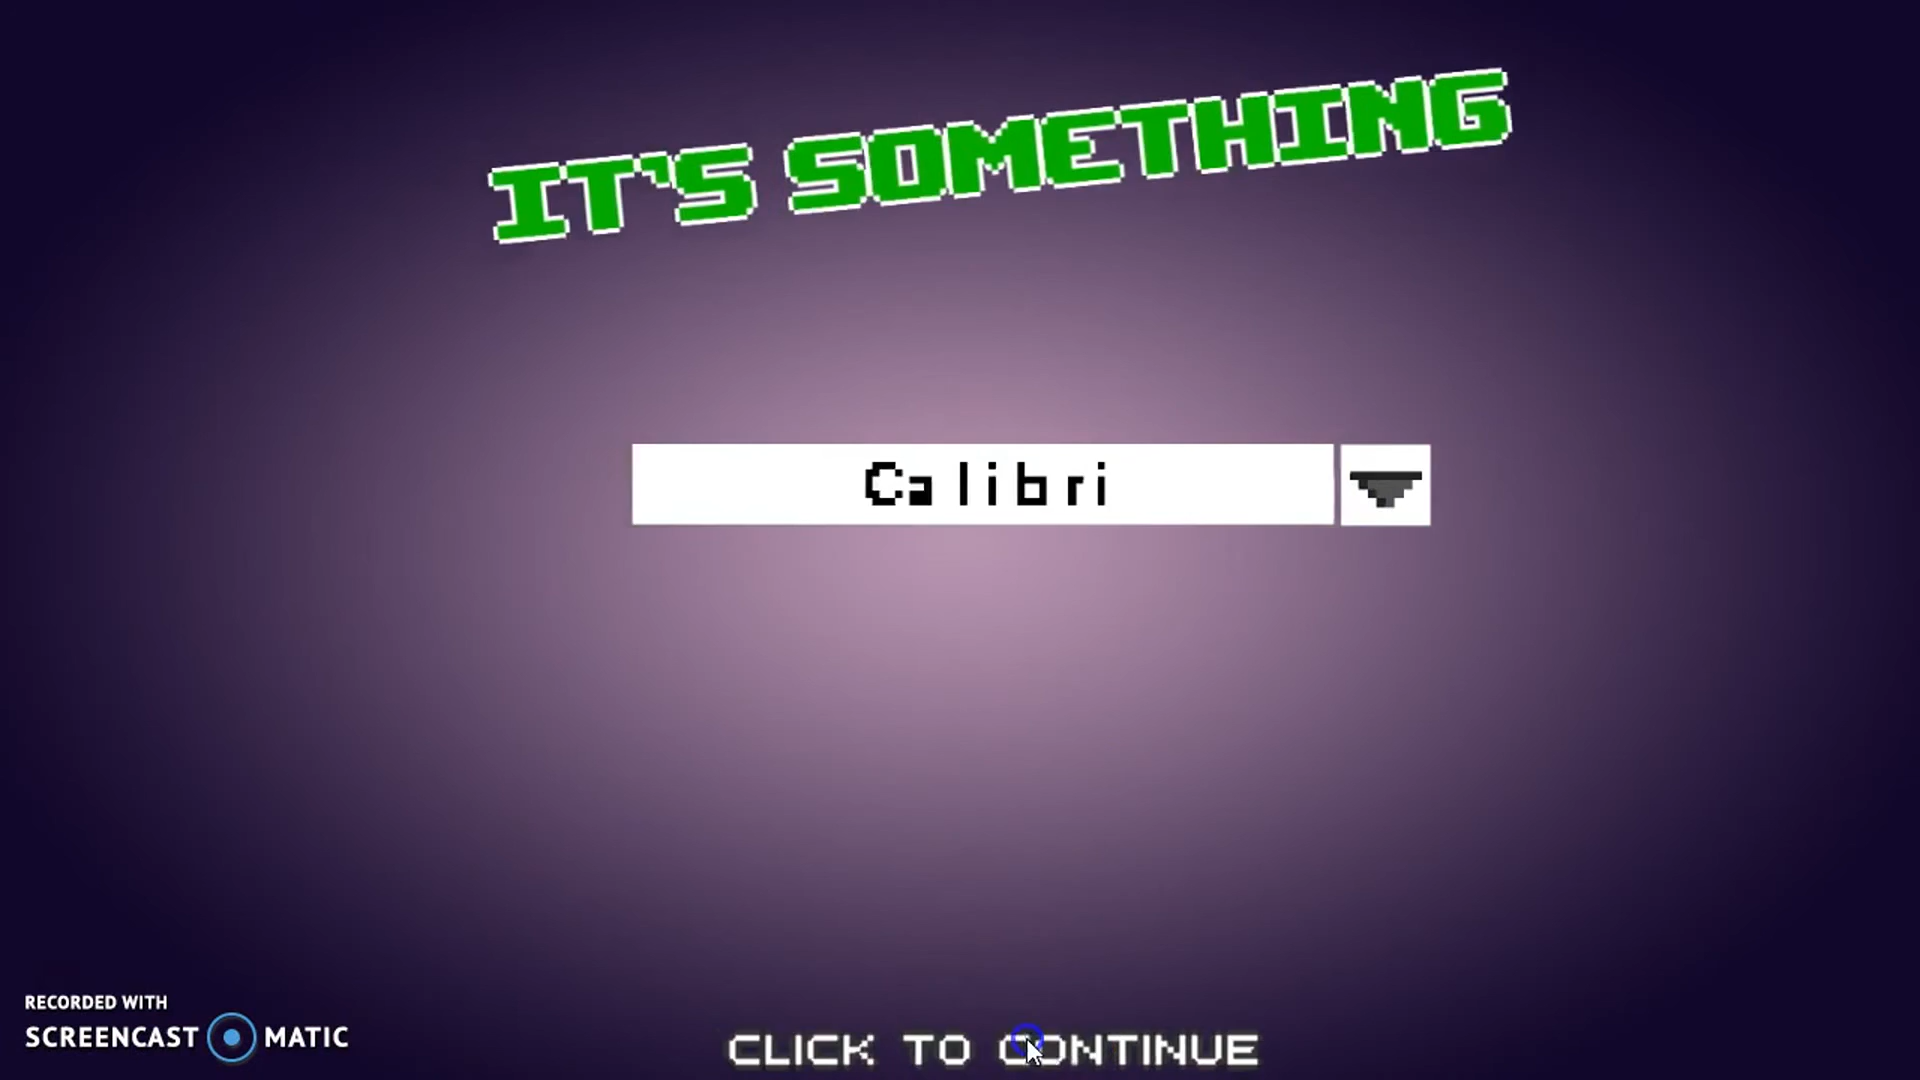 IT'S SOMETHING
Calibri
RECORDED WITH
SCREENCAST MATIC
CLICK TO CONTINUE